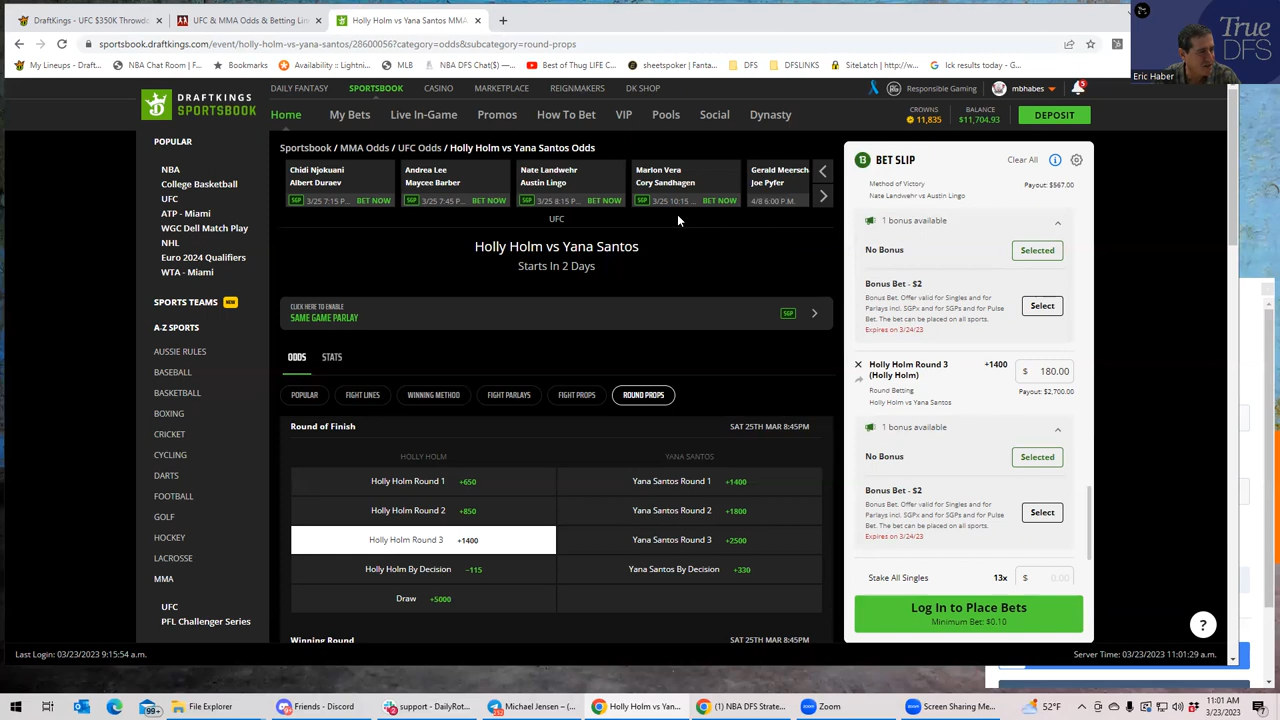 DraftKings - UFC $350K Throwdo
UFC & MMA Odds & Betting Lin
Holly Holm vs Yana Santos MMA
True DFS
Eric Haber
sportsbook.draftkings.com/event/holly-holm-vs-yana-santos/28600056?category=odds&subcategory=round-props
My Lineups - Draft... NBA Chat Room | F... Bookmarks Availability :: Lightni... MLB NBA DFS Chat($) -... Best of Thug LIFE C... sheetspoker | Fanta... DFS DFSLINKS SiteLatch | http://w... Ick results today - G...
DAILY FANTASY SPORTSBOOK CASINO MARKETPLACE REIGNMAKERS DK SHOP Responsible Gaming mbhabes 5
DRAFTKINGS SPORTSBOOK
Home My Bets Live In-Game Promos How To Bet VIP Pools Social Dynasty
CROWNS 11,835
BALANCE $11,704.93
DEPOSIT
POPULAR
NBA
College Basketball
UFC
ATP - Miami
WGC Dell Match Play
NHL
Euro 2024 Qualifiers
WTA - Miami
SPORTS TEAMS NEW
A-Z SPORTS
AUSSIE RULES
BASEBALL
BASKETBALL
BOXING
CRICKET
CYCLING
DARTS
FOOTBALL
GOLF
HOCKEY
LACROSSE
MMA
UFC
PFL Challenger Series
Sportsbook / MMA Odds / UFC Odds / Holly Holm vs Yana Santos Odds
Chidi Njokuani
Albert Duraev
SGP 3/25 7:15 P... BET NOW
Andrea Lee
Maycee Barber
SGP 3/25 7:45 P... BET NOW
Nate Landwehr
Austin Lingo
SGP 3/25 8:15 P... BET NOW
Marlon Vera
Cory Sandhagen
SGP 3/25 10:15 ... BET NOW
Gerald Meersch
Joe Pyfer
4/8 6:00 P.M.
UFC
Holly Holm vs Yana Santos
Starts In 2 Days
CLICK HERE TO ENABLE
SAME GAME PARLAY SGP
ODDS STATS
POPULAR FIGHT LINES WINNING METHOD FIGHT PARLAYS FIGHT PROPS ROUND PROPS
Round of Finish SAT 25TH MAR 8:45PM
HOLLY HOLM YANA SANTOS
Holly Holm Round 1 +650 Yana Santos Round 1 +1400
Holly Holm Round 2 +850 Yana Santos Round 2 +1800
Holly Holm Round 3 +1400 Yana Santos Round 3 +2500
Holly Holm By Decision −115 Yana Santos By Decision +330
Draw +5000
Winning Round SAT 25TH MAR 8:45PM
BET SLIP Clear All
Method of Victory Payout: $567.00
Nate Landwehr vs Austin Lingo
1 bonus available
No Bonus Selected
Bonus Bet - $2
Bonus Bet. Offer valid for Singles and for
Parlays incl. SGPx and for SGPs and for Pulse
Bet. The bet can be placed on all sports.
Expires on 3/24/23
Select
Holly Holm Round 3 +1400 $ 180.00
(Holly Holm)
Round Betting Payout: $2,700.00
Holly Holm vs Yana Santos
1 bonus available
No Bonus Selected
Bonus Bet - $2
Bonus Bet. Offer valid for Singles and for
Parlays incl. SGPx and for SGPs and for Pulse
Bet. The bet can be placed on all sports.
Expires on 3/24/23
Select
Stake All Singles 13x $ 0.00
Log In to Place Bets
Minimum Bet: $0.10
?
Last Login: 03/23/2023 9:15:54 a.m. Server Time: 03/23/2023 11:01:29 a.m.
99+ File Explorer Friends - Discord support - DailyRot... Michael Jensen – (... Holly Holm vs Yan... (1) NBA DFS Strate... Zoom Screen Sharing Me... 52°F
11:01 AM
3/23/2023